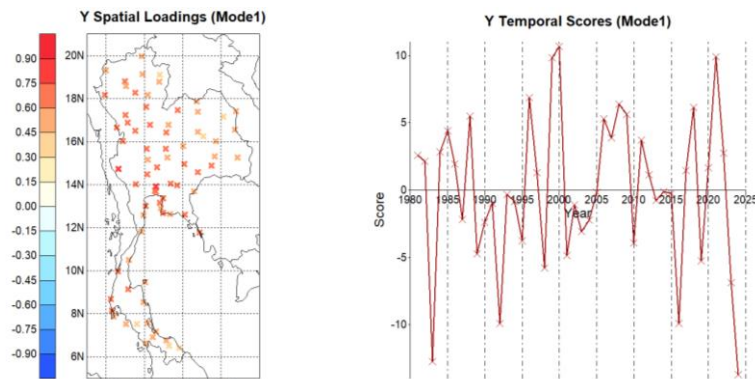 Y Spatial Loadings (Mode1)
0.90
0.75
0.60
0.45
0.30
0.15
0.00
-0.15
-0.30
-0.45
-0.60
-0.75
-0.90
20N
18N
16N
14N
12N
10N
8N
6N
Y Temporal Scores (Mode1)
Score
10
5
0
-5
-10
1980 1985 1990 1995 2000 2005 2010 2015 2020 2025
Year